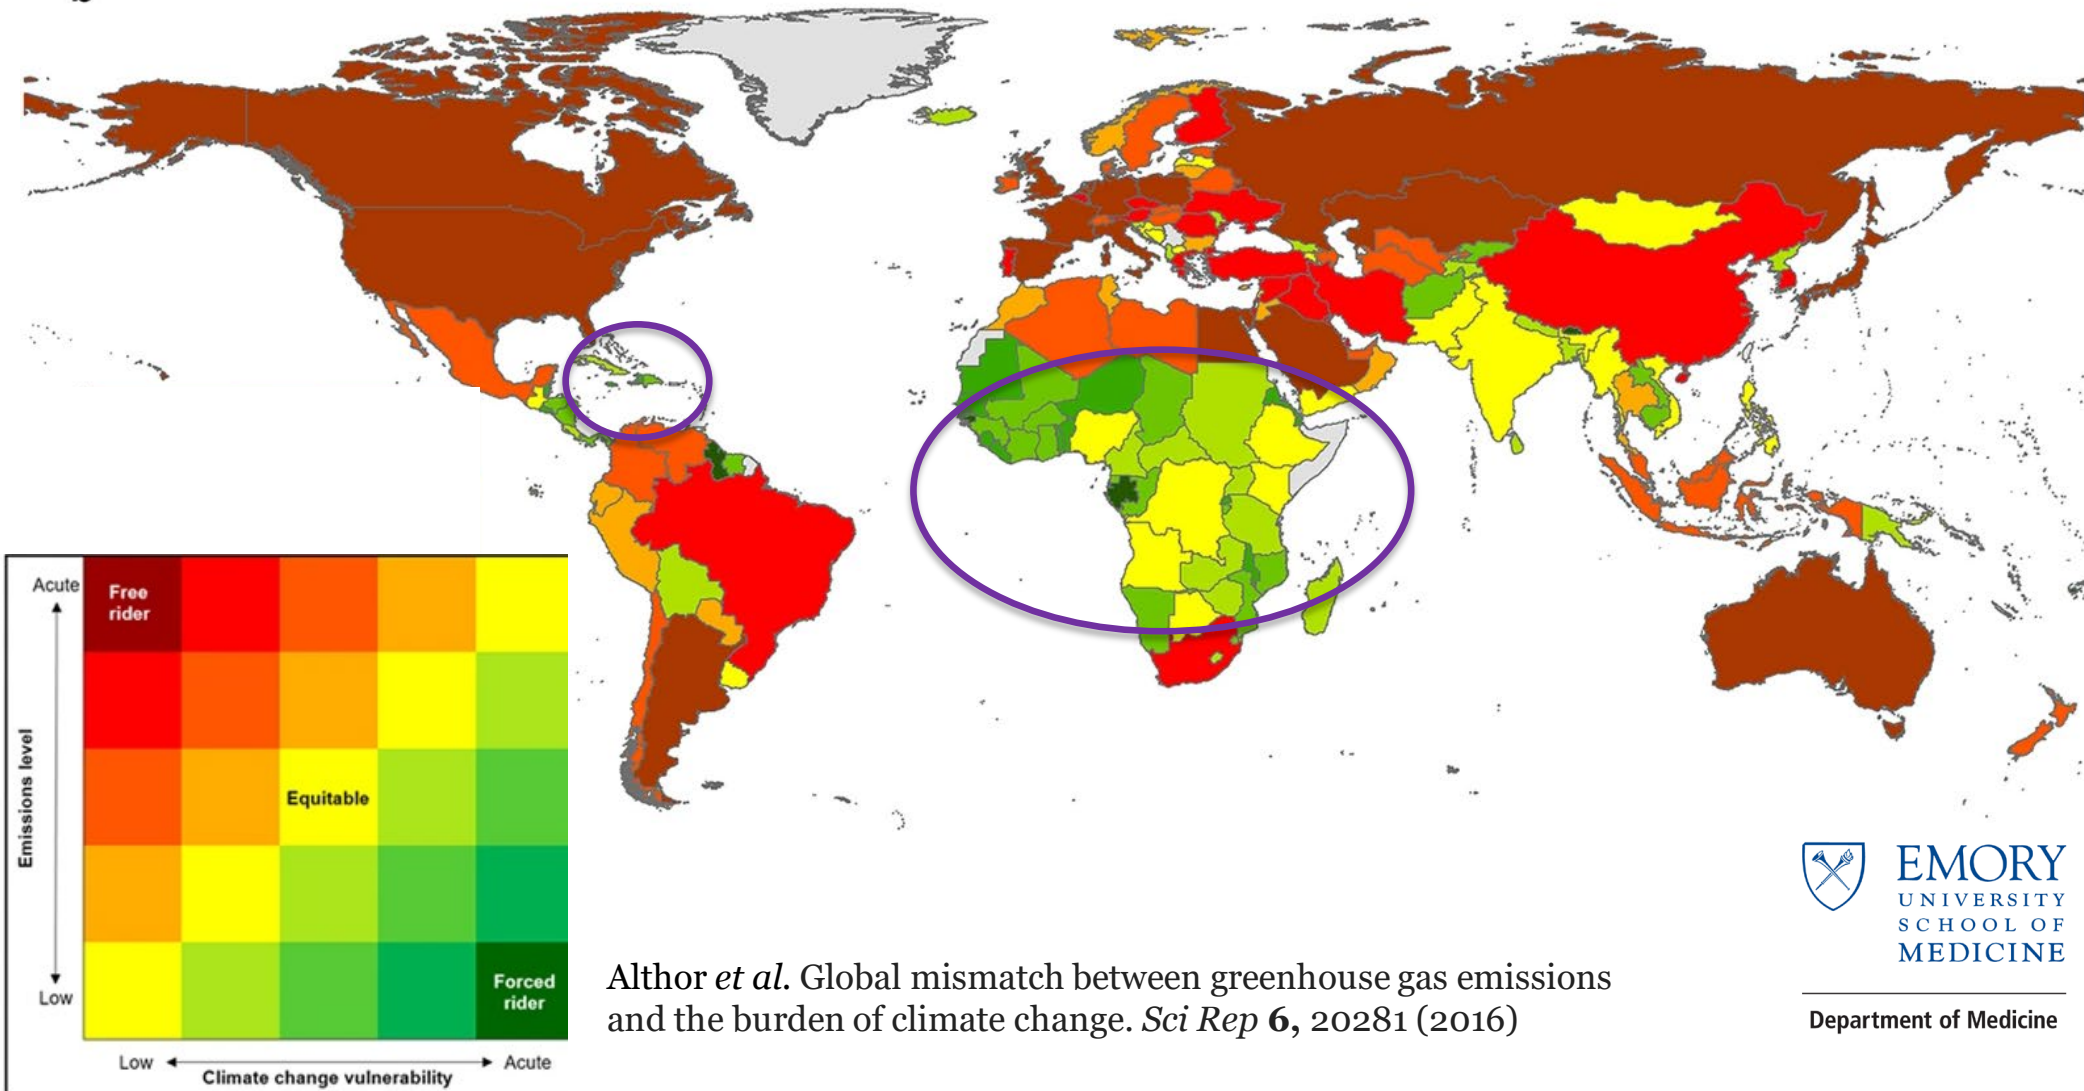 Acute
Free
rider
Equitable
Emissions level
Low
Forced
rider
Low
Acute
Climate change vulnerability
Althor et al. Global mismatch between greenhouse gas emissions
and the burden of climate change. Sci Rep 6, 20281 (2016)
EMORY
UNIVERSITY
SCHOOL OF
MEDICINE
Department of Medicine